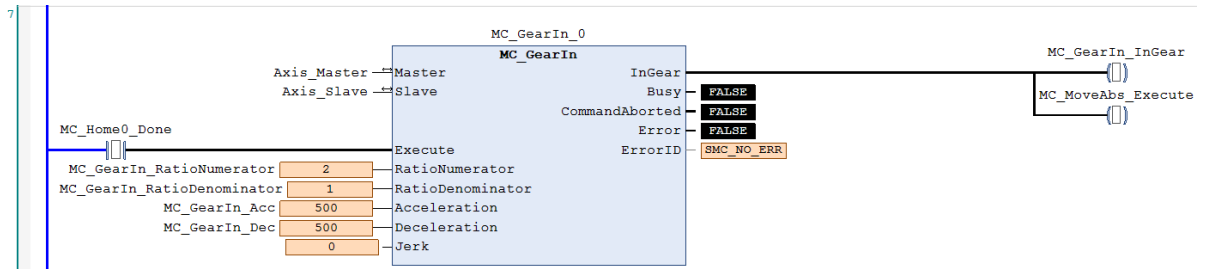 7
MC_GearIn_0
MC_GearIn
MC_GearIn_InGear
Axis_Master Master InGear
Axis_Slave Slave Busy FALSE
MC_MoveAbs_Execute
CommandAborted FALSE
MC_Home0_Done
Error FALSE
Execute ErrorID SMC_NO_ERR
MC_GearIn_RatioNumerator 2 RatioNumerator
MC_GearIn_RatioDenominator 1 RatioDenominator
MC_GearIn_Acc 500 Acceleration
MC_GearIn_Dec 500 Deceleration
0 Jerk